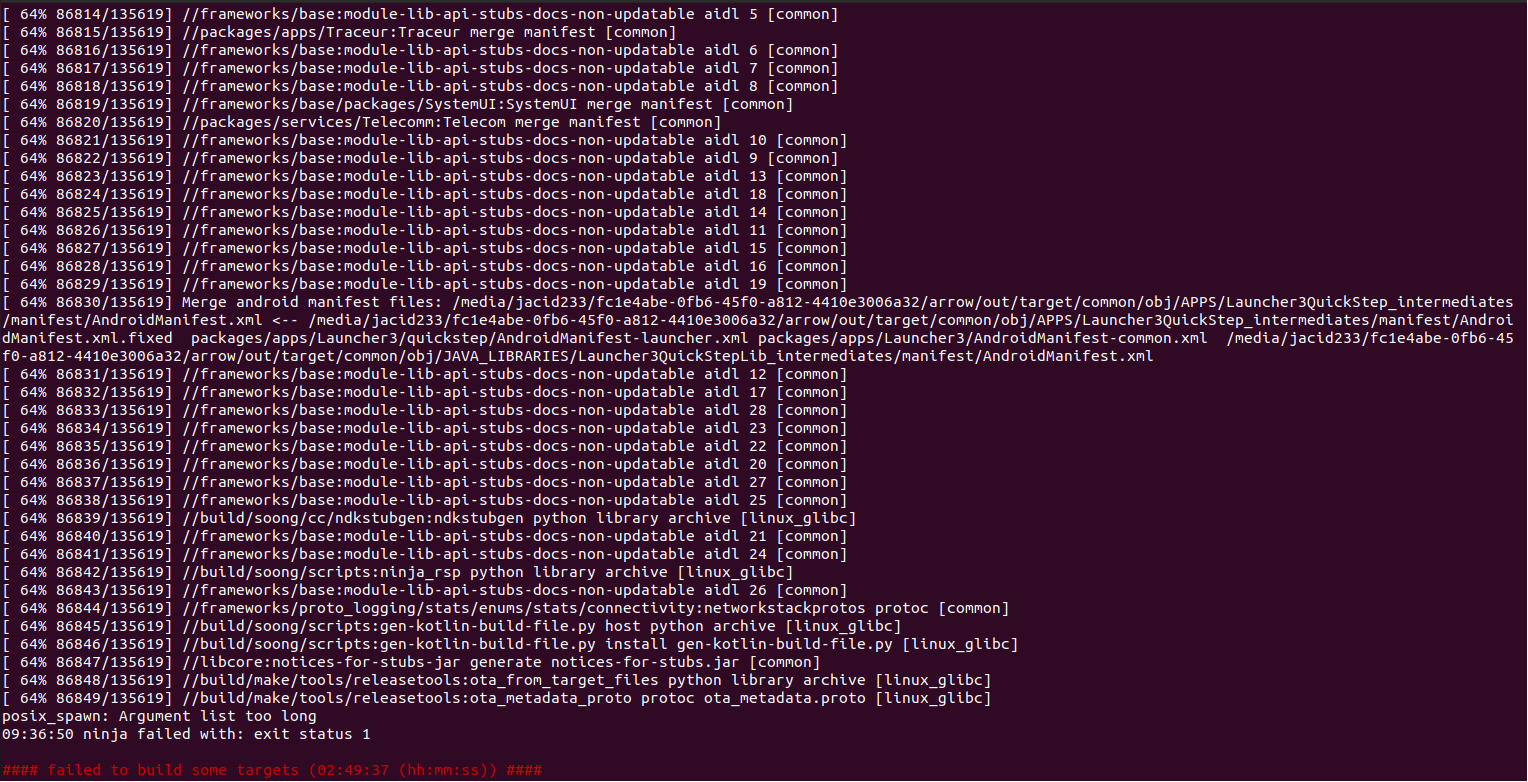 [ 64% 86814/135619] //frameworks/base:module-lib-api-stubs-docs-non-updatable aidl 5 [common]
[ 64% 86815/135619] //packages/apps/Traceur:Traceur merge manifest [common]
[ 64% 86816/135619] //frameworks/base:module-lib-api-stubs-docs-non-updatable aidl 6 [common]
[ 64% 86817/135619] //frameworks/base:module-lib-api-stubs-docs-non-updatable aidl 7 [common]
[ 64% 86818/135619] //frameworks/base:module-lib-api-stubs-docs-non-updatable aidl 8 [common]
[ 64% 86819/135619] //frameworks/base/packages/SystemUI:SystemUI merge manifest [common]
[ 64% 86820/135619] //packages/services/Telecomm:Telecom merge manifest [common]
[ 64% 86821/135619] //frameworks/base:module-lib-api-stubs-docs-non-updatable aidl 10 [common]
[ 64% 86822/135619] //frameworks/base:module-lib-api-stubs-docs-non-updatable aidl 9 [common]
[ 64% 86823/135619] //frameworks/base:module-lib-api-stubs-docs-non-updatable aidl 13 [common]
[ 64% 86824/135619] //frameworks/base:module-lib-api-stubs-docs-non-updatable aidl 18 [common]
[ 64% 86825/135619] //frameworks/base:module-lib-api-stubs-docs-non-updatable aidl 14 [common]
[ 64% 86826/135619] //frameworks/base:module-lib-api-stubs-docs-non-updatable aidl 11 [common]
[ 64% 86827/135619] //frameworks/base:module-lib-api-stubs-docs-non-updatable aidl 15 [common]
[ 64% 86828/135619] //frameworks/base:module-lib-api-stubs-docs-non-updatable aidl 16 [common]
[ 64% 86829/135619] //frameworks/base:module-lib-api-stubs-docs-non-updatable aidl 19 [common]
[ 64% 86830/135619] Merge android manifest files: /media/jacid233/fc1e4abe-0fb6-45f0-a812-4410e3006a32/arrow/out/target/common/obj/APPS/Launcher3QuickStep_intermediates
/manifest/AndroidManifest.xml <-- /media/jacid233/fc1e4abe-0fb6-45f0-a812-4410e3006a32/arrow/out/target/common/obj/APPS/Launcher3QuickStep_intermediates/manifest/Androi
dManifest.xml.fixed  packages/apps/Launcher3/quickstep/AndroidManifest-launcher.xml packages/apps/Launcher3/AndroidManifest-common.xml  /media/jacid233/fc1e4abe-0fb6-45
f0-a812-4410e3006a32/arrow/out/target/common/obj/JAVA_LIBRARIES/Launcher3QuickStepLib_intermediates/manifest/AndroidManifest.xml
[ 64% 86831/135619] //frameworks/base:module-lib-api-stubs-docs-non-updatable aidl 12 [common]
[ 64% 86832/135619] //frameworks/base:module-lib-api-stubs-docs-non-updatable aidl 17 [common]
[ 64% 86833/135619] //frameworks/base:module-lib-api-stubs-docs-non-updatable aidl 28 [common]
[ 64% 86834/135619] //frameworks/base:module-lib-api-stubs-docs-non-updatable aidl 23 [common]
[ 64% 86835/135619] //frameworks/base:module-lib-api-stubs-docs-non-updatable aidl 22 [common]
[ 64% 86836/135619] //frameworks/base:module-lib-api-stubs-docs-non-updatable aidl 20 [common]
[ 64% 86837/135619] //frameworks/base:module-lib-api-stubs-docs-non-updatable aidl 27 [common]
[ 64% 86838/135619] //frameworks/base:module-lib-api-stubs-docs-non-updatable aidl 25 [common]
[ 64% 86839/135619] //build/soong/cc/ndkstubgen:ndkstubgen python library archive [linux_glibc]
[ 64% 86840/135619] //frameworks/base:module-lib-api-stubs-docs-non-updatable aidl 21 [common]
[ 64% 86841/135619] //frameworks/base:module-lib-api-stubs-docs-non-updatable aidl 24 [common]
[ 64% 86842/135619] //build/soong/scripts:ninja_rsp python library archive [linux_glibc]
[ 64% 86843/135619] //frameworks/base:module-lib-api-stubs-docs-non-updatable aidl 26 [common]
[ 64% 86844/135619] //frameworks/proto_logging/stats/enums/stats/connectivity:networkstackprotos protoc [common]
[ 64% 86845/135619] //build/soong/scripts:gen-kotlin-build-file.py host python archive [linux_glibc]
[ 64% 86846/135619] //build/soong/scripts:gen-kotlin-build-file.py install gen-kotlin-build-file.py [linux_glibc]
[ 64% 86847/135619] //libcore:notices-for-stubs-jar generate notices-for-stubs.jar [common]
[ 64% 86848/135619] //build/make/tools/releasetools:ota_from_target_files python library archive [linux_glibc]
[ 64% 86849/135619] //build/make/tools/releasetools:ota_metadata_proto protoc ota_metadata.proto [linux_glibc]
posix_spawn: Argument list too long
09:36:50 ninja failed with: exit status 1
#### failed to build some targets (02:49:37 (hh:mm:ss)) ####